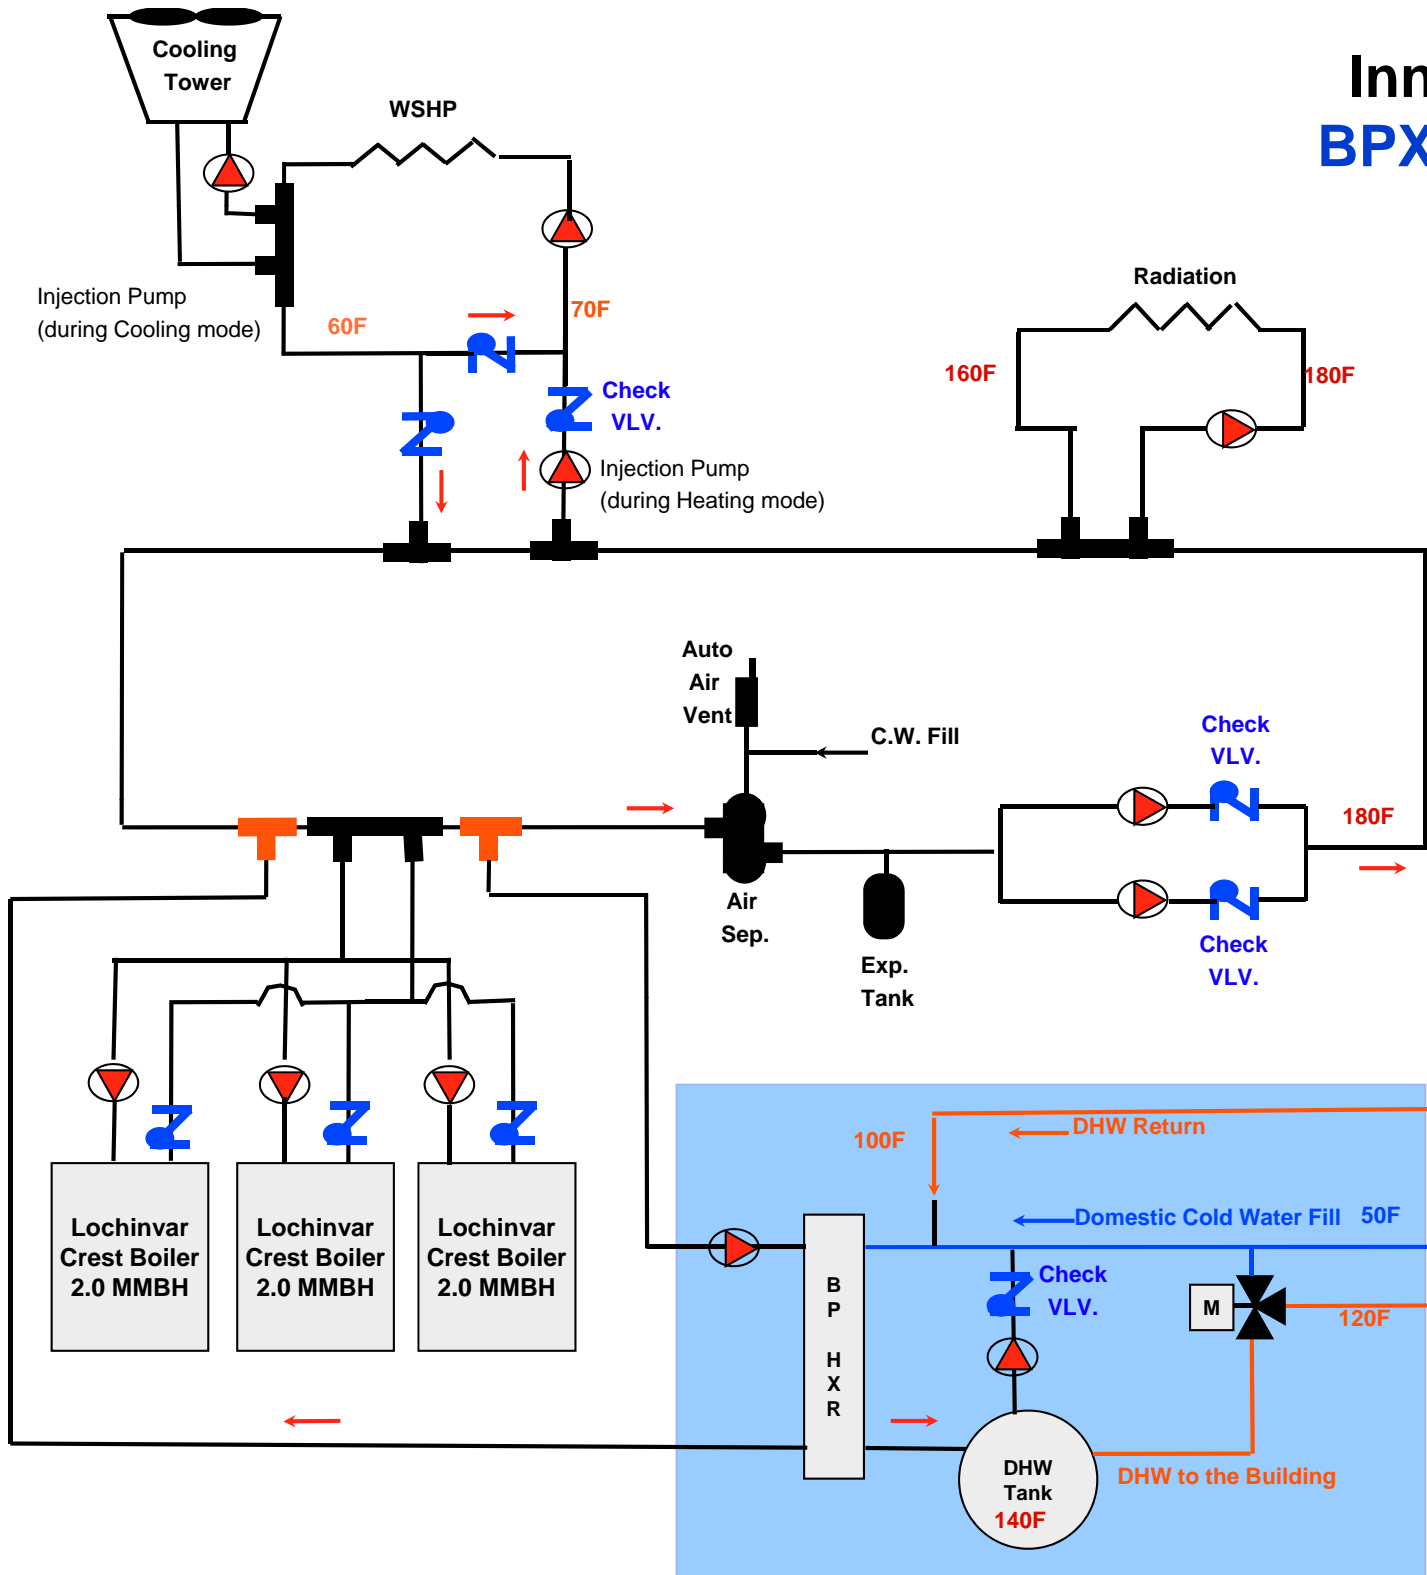 Cooling
Tower
Inn
BPX
WSHP
Injection Pump
(during Cooling mode)
60F
70F
Radiation
160F
180F
Check
VLV.
Injection Pump
(during Heating mode)
Auto
Air
Vent
C.W. Fill
Check
VLV.
180F
Air
Sep.
Exp.
Tank
Check
VLV.
Lochinvar
Crest Boiler
2.0 MMBH
Lochinvar
Crest Boiler
2.0 MMBH
Lochinvar
Crest Boiler
2.0 MMBH
100F
DHW Return
Domestic Cold Water Fill 50F
B
P
H
X
R
Check
VLV.
M
120F
DHW
Tank
140F
DHW to the Building